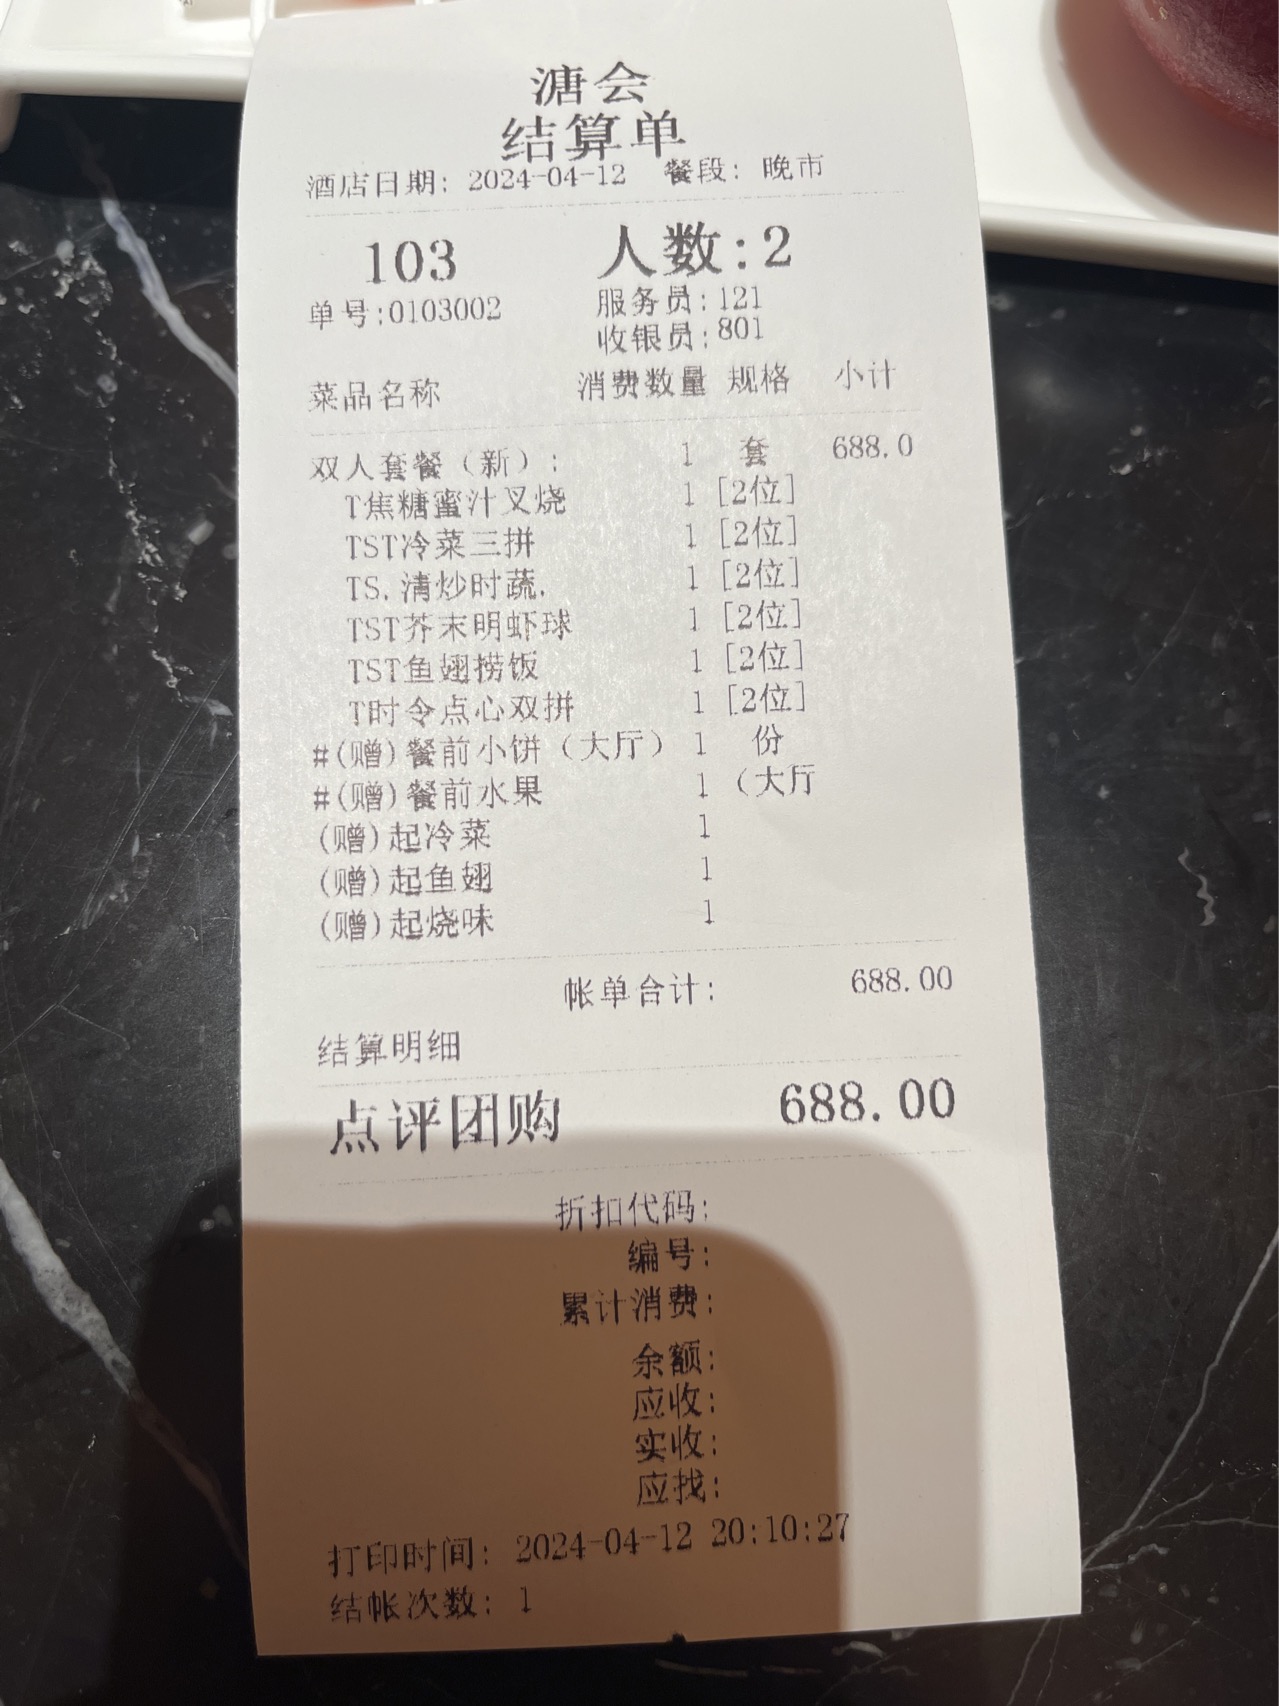 溏会
结算单
酒店日期: 2024-04-12 餐段: 晚市
103 人数:2
单号:0103002 服务员:121
收银员:801
菜品名称 消费数量 规格 小计
双人套餐（新）: 1 套 688.0
T焦糖蜜汁叉烧 1 [2位]
TST冷菜三拼 1 [2位]
TS.清炒时蔬. 1 [2位]
TST芥末明虾球 1 [2位]
TST鱼翅捞饭 1 [2位]
T时令点心双拼 1 [2位]
#(赠)餐前小饼（大厅） 1 份
#(赠)餐前水果 1 （大厅
(赠)起冷菜 1
(赠)起鱼翅 1
(赠)起烧味 1
帐单合计: 688.00
结算明细
点评团购 688.00
折扣代码:
编号:
累计消费:
余额:
应收:
实收:
应找:
打印时间: 2024-04-12 20:10:27
结帐次数: 1